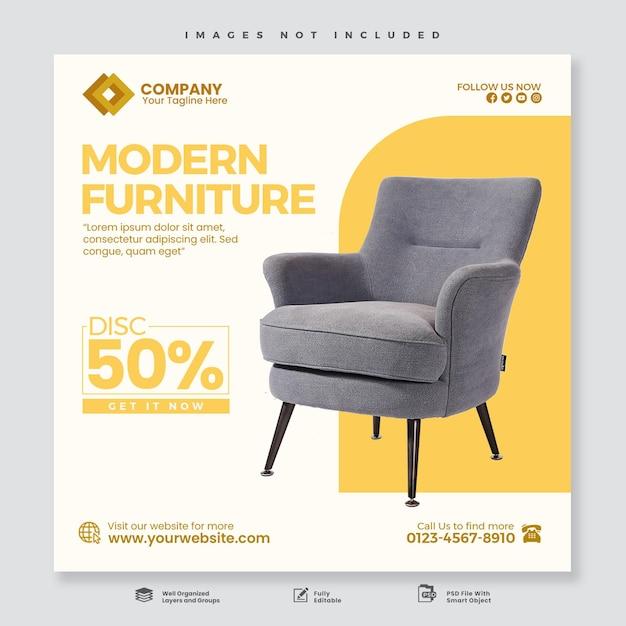 IMAGES NOT INCLUDED
COMPANY
Your Tagline Here
FOLLOW US NOW
MODERN
FURNITURE
“Lorem ipsum dolor sit amet,
consectetur adipiscing elit. Sed
congue, quam eget”
DISC
50%
GET IT NOW
Visit our website for more
www.yourwebsite.com
Call Us to find more
0123-4567-8910
Well Organized
Layers and Groups
Fully
Editable
PSD
PSD File With
Smart Object